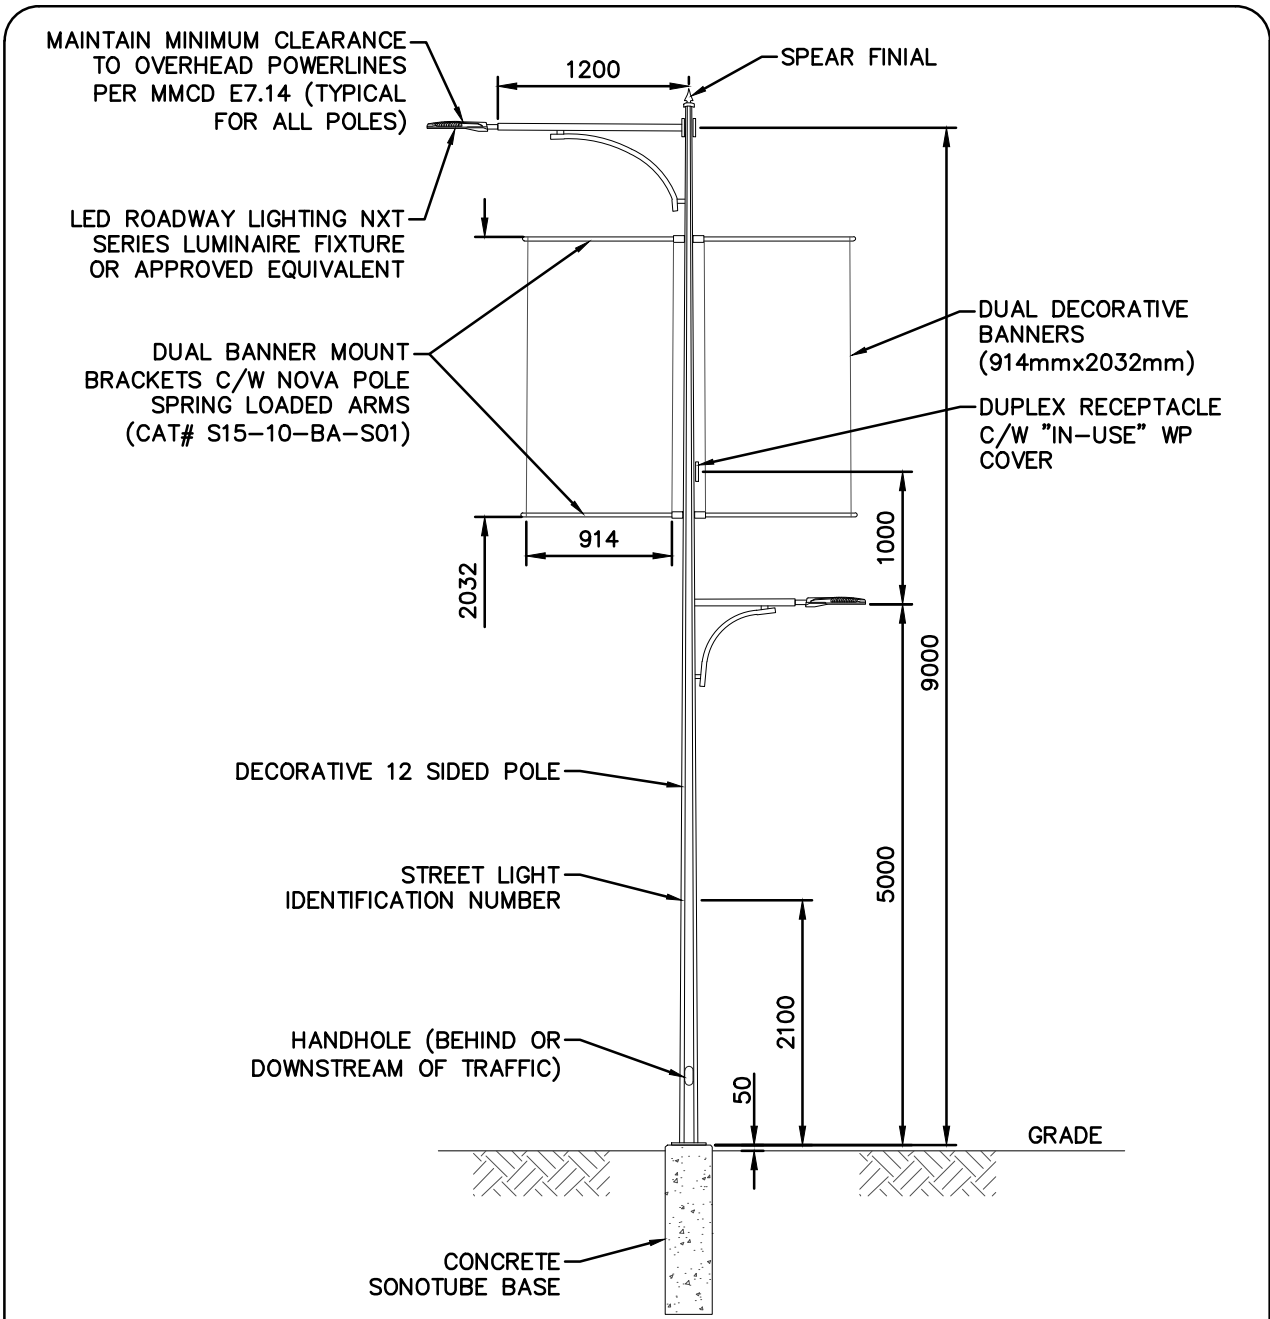 MAINTAIN MINIMUM CLEARANCE
TO OVERHEAD POWERLINES
PER MMCD E7.14 (TYPICAL
FOR ALL POLES)
1200
SPEAR FINIAL
LED ROADWAY LIGHTING NXT
SERIES LUMINAIRE FIXTURE
OR APPROVED EQUIVALENT
DUAL DECORATIVE
BANNERS
(914mmx2032mm)
DUAL BANNER MOUNT
BRACKETS C/W NOVA POLE
SPRING LOADED ARMS
(CAT# S15-10-BA-S01)
DUPLEX RECEPTACLE
C/W "IN-USE" WP
COVER
914
1000
2032
9000
DECORATIVE 12 SIDED POLE
STREET LIGHT
IDENTIFICATION NUMBER
5000
2100
HANDHOLE (BEHIND OR
DOWNSTREAM OF TRAFFIC)
50
GRADE
CONCRETE
SONOTUBE BASE